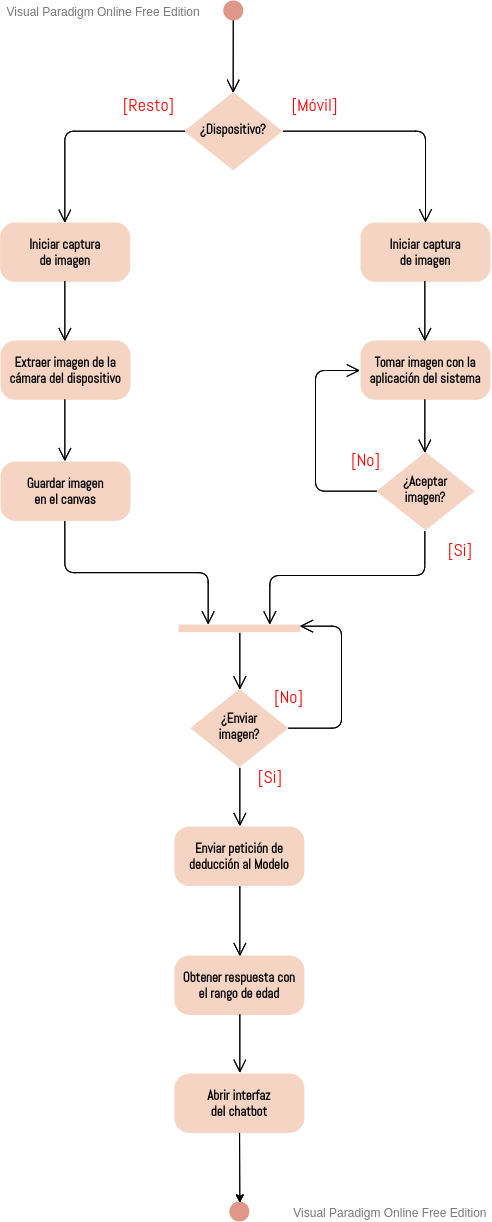 Visual Paradigm Online Free Edition
[Resto]
[Móvil]
¿Dispositivo?
Iniciar captura
de imagen
Iniciar captura
de imagen
Extraer imagen de la
cámara del dispositivo
Tomar imagen con la
aplicación del sistema
[No]
¿Aceptar
imagen?
Guardar imagen
en el canvas
[Si]
[No]
¿Enviar
imagen?
[Si]
Enviar petición de
deducción al Modelo
Obtener respuesta con
el rango de edad
Abrir interfaz
del chatbot
Visual Paradigm Online Free Edition